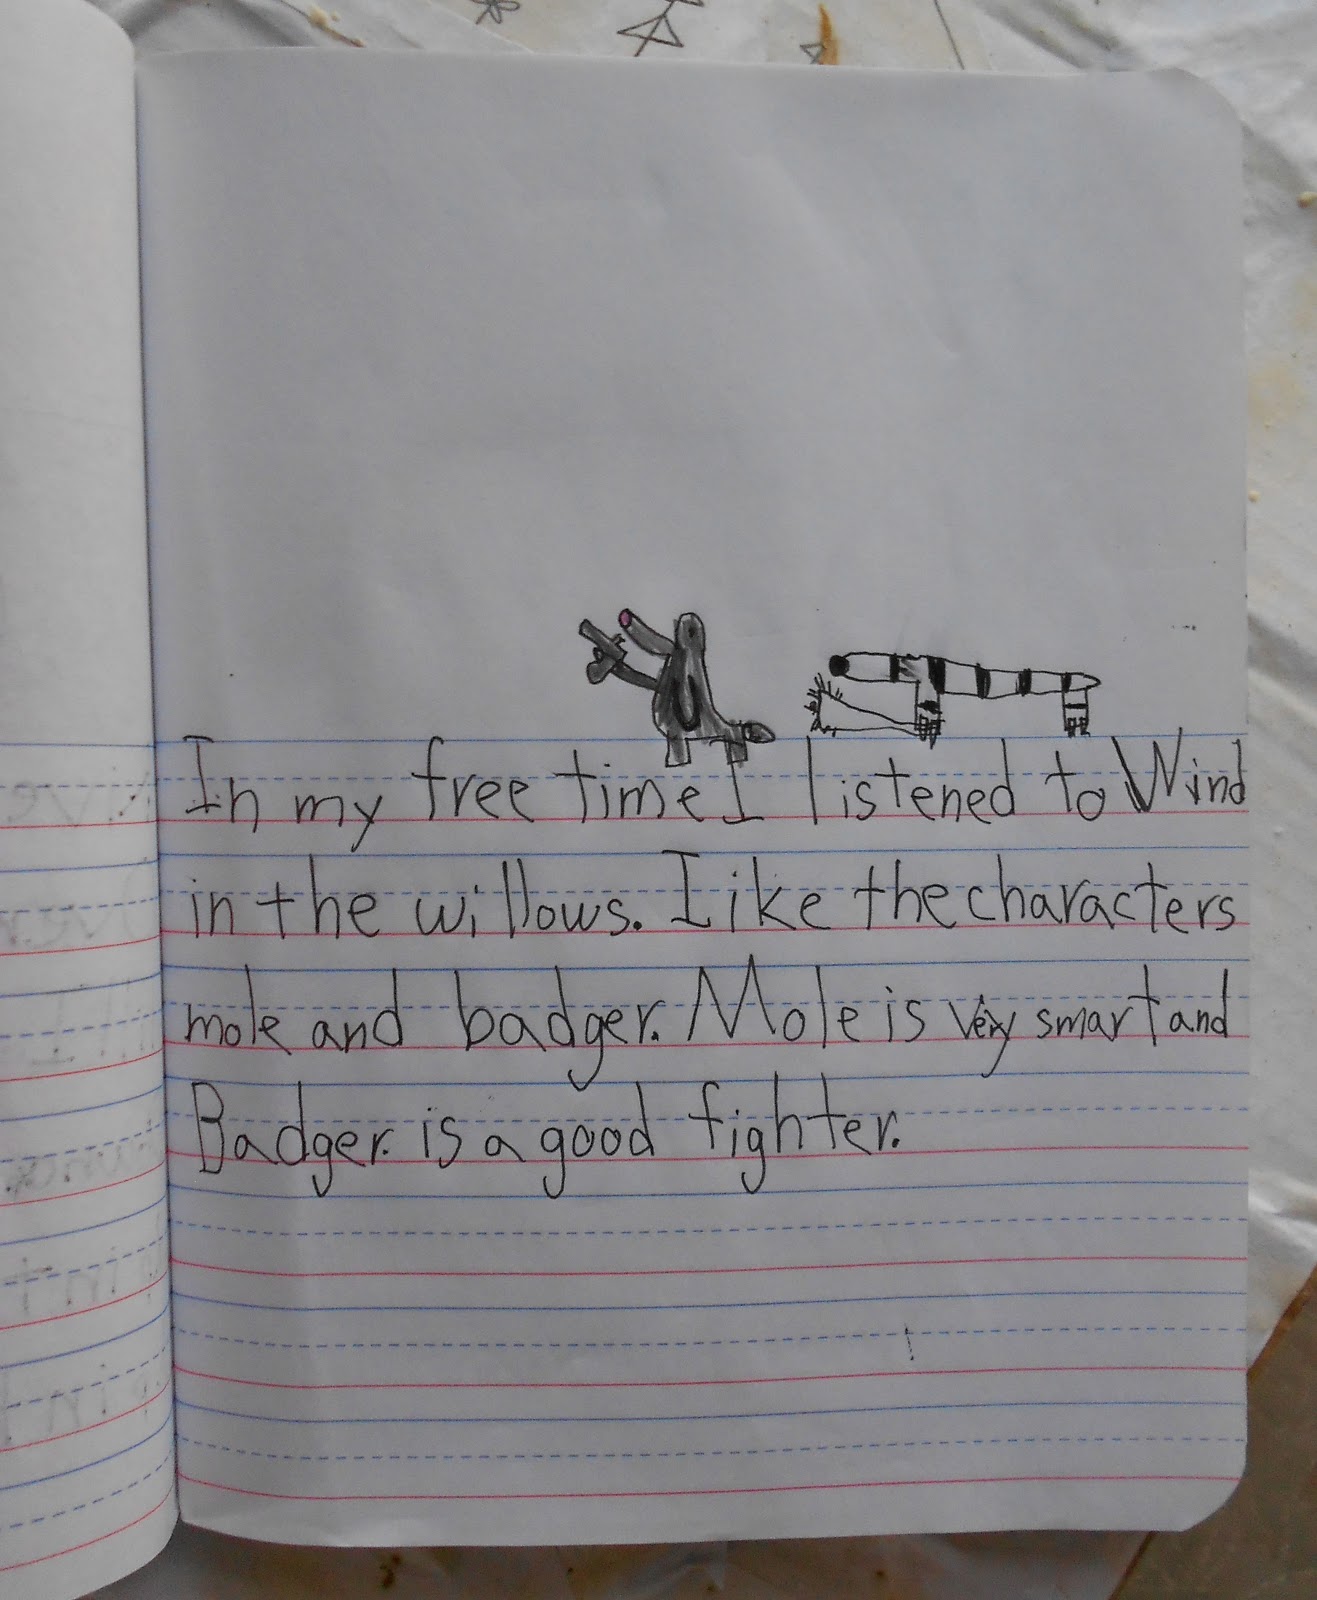 In my free time I listened to Wind
in the willows. I like the characters
mole and badger. Mole is very smart and
Badger. is a good fighter.